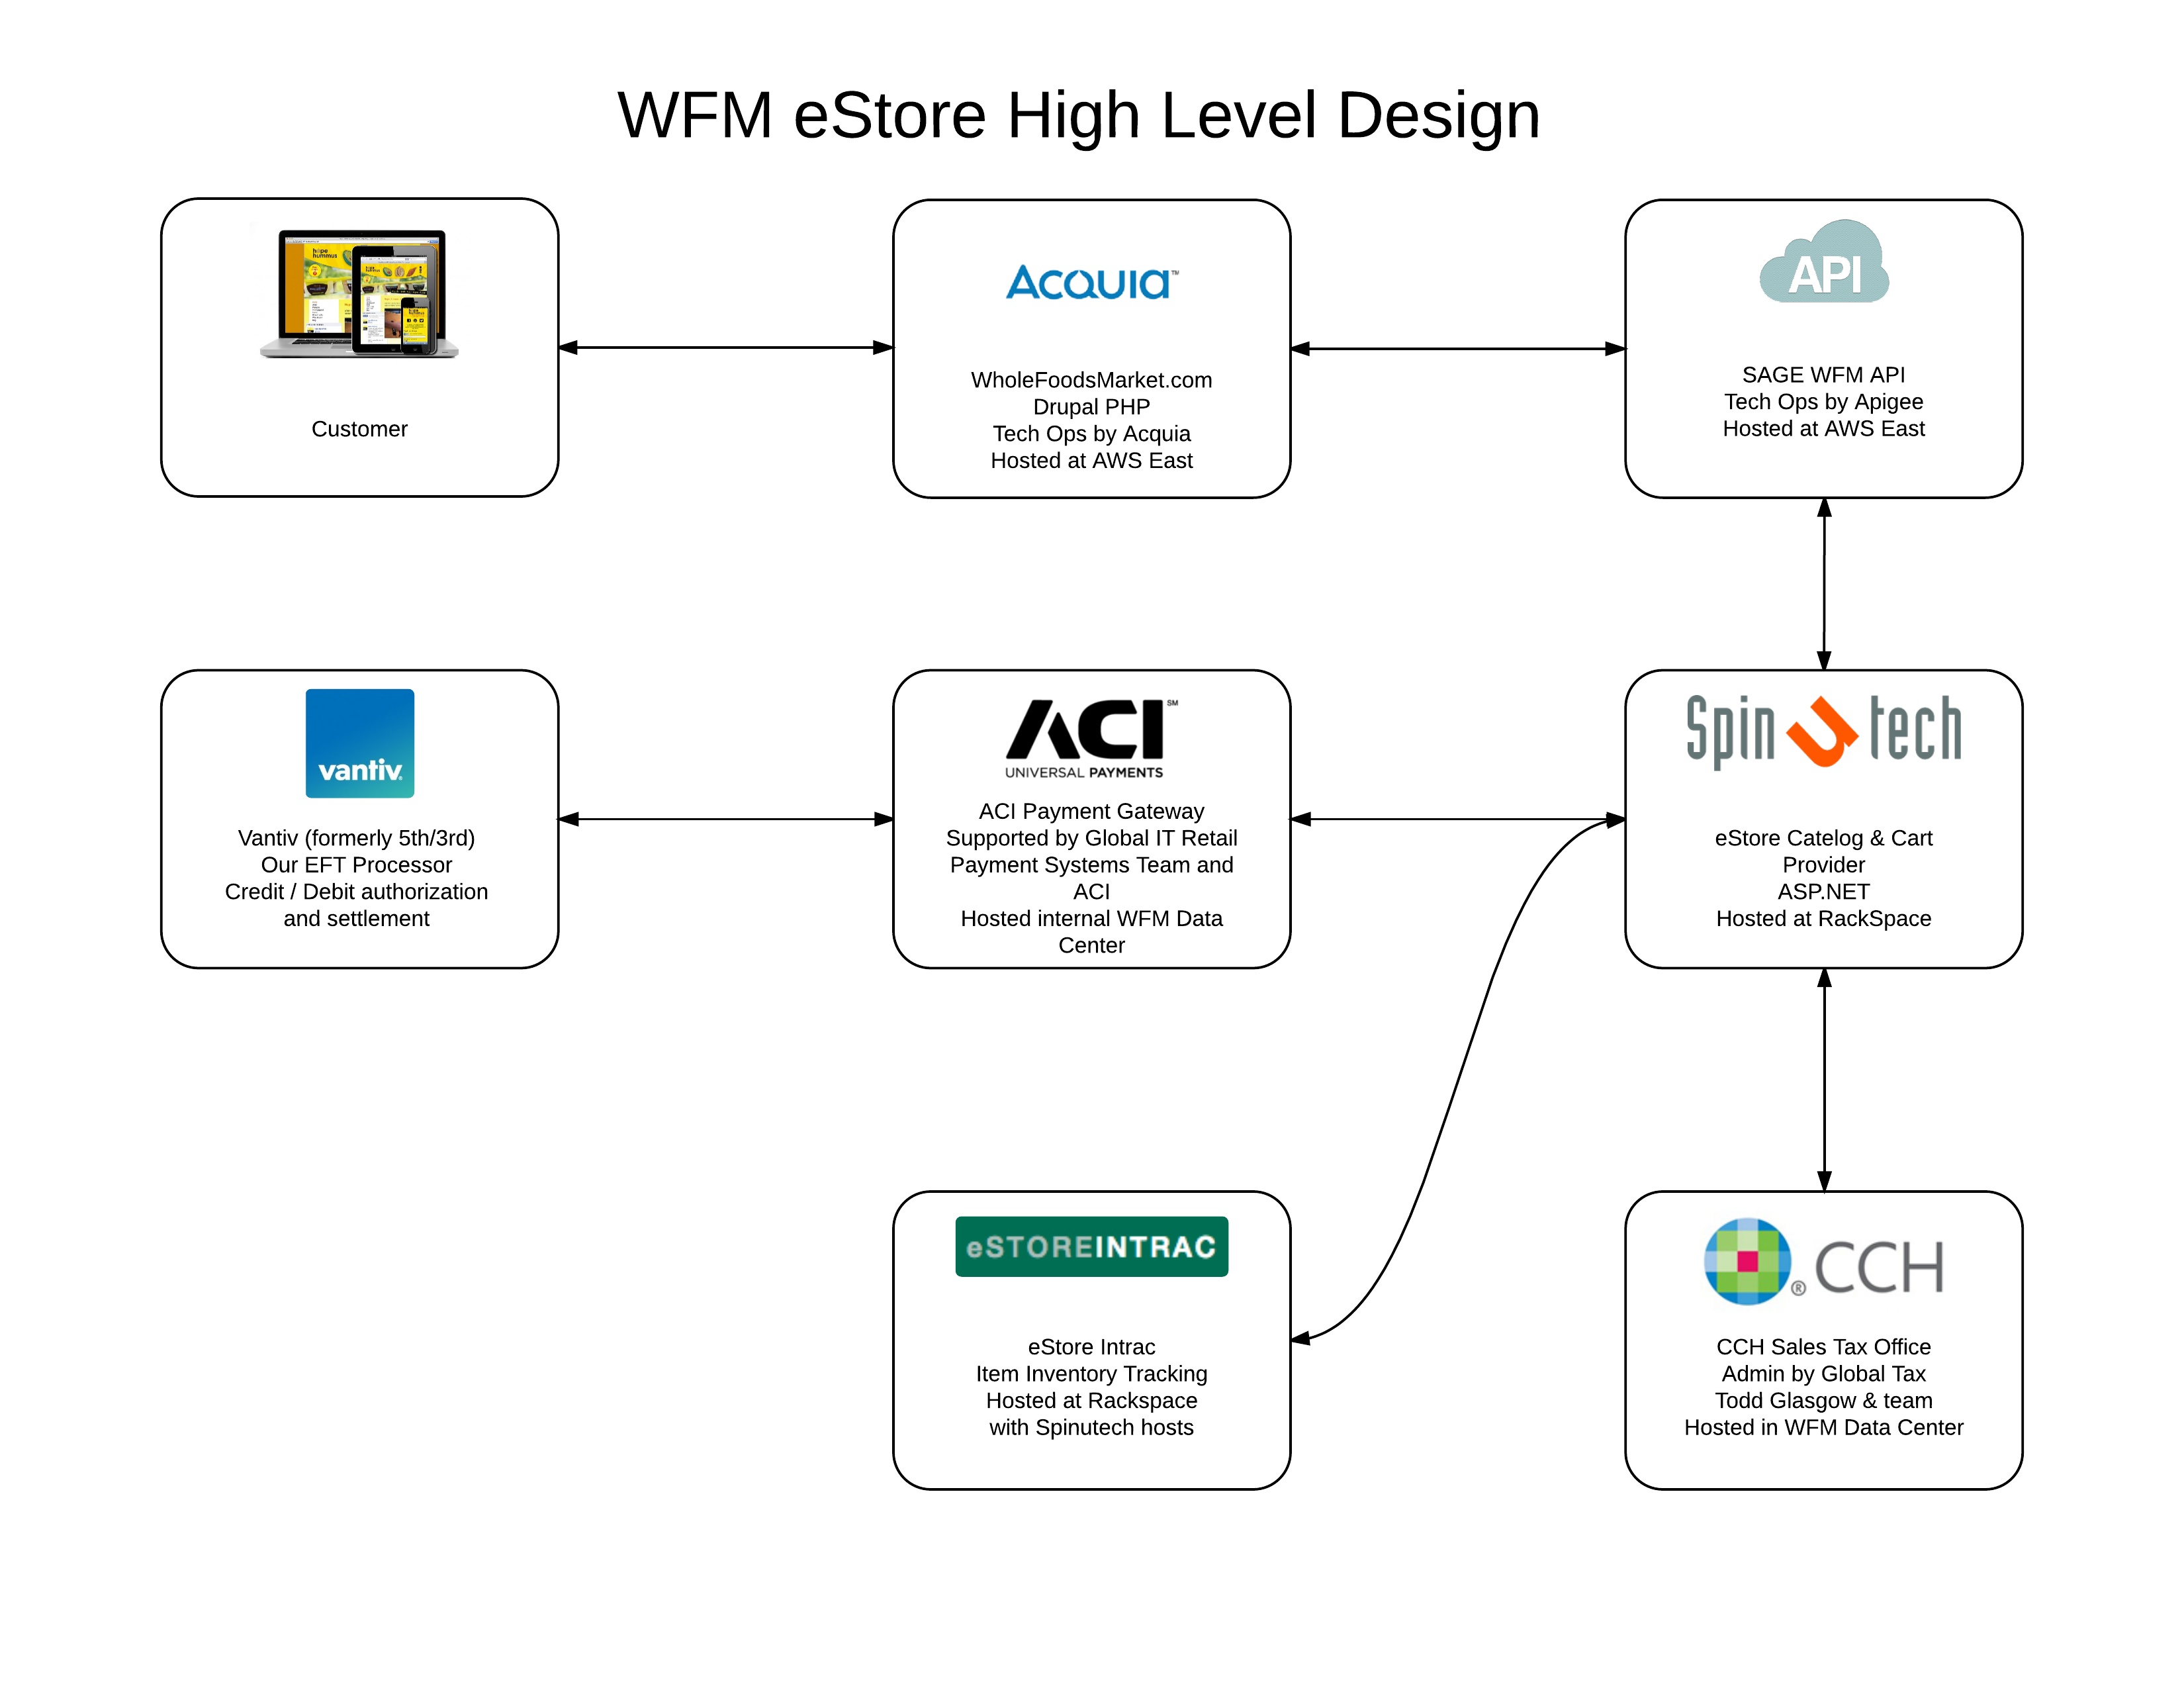 WFM eStore High Level Design
hope
hummus
Customer
Acquia™
WholeFoodsMarket.com
Drupal PHP
Tech Ops by Acquia
Hosted at AWS East
API
SAGE WFM API
Tech Ops by Apigee
Hosted at AWS East
vantiv.
Vantiv (formerly 5th/3rd)
Our EFT Processor
Credit / Debit authorization
and settlement
ACI℠
UNIVERSAL PAYMENTS
ACI Payment Gateway
Supported by Global IT Retail
Payment Systems Team and
ACI
Hosted internal WFM Data
Center
Spinutech
eStore Catelog & Cart
Provider
ASP.NET
Hosted at RackSpace
eSTOREINTRAC
eStore Intrac
Item Inventory Tracking
Hosted at Rackspace
with Spinutech hosts
® CCH
CCH Sales Tax Office
Admin by Global Tax
Todd Glasgow & team
Hosted in WFM Data Center